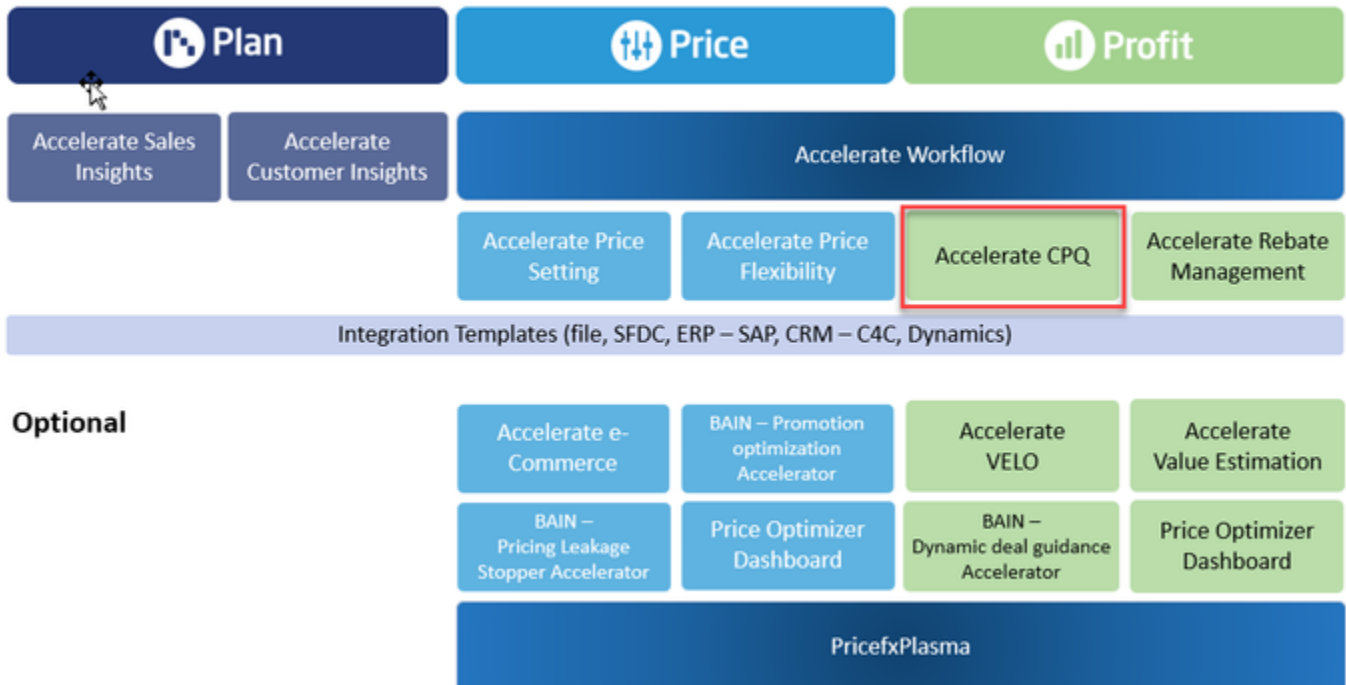 Plan
Price
Profit
Accelerate Sales
Insights
Accelerate
Customer Insights
Accelerate Workflow
Accelerate Price
Setting
Accelerate Price
Flexibility
Accelerate CPQ
Accelerate Rebate
Management
Integration Templates (file, SFDC, ERP – SAP, CRM – C4C, Dynamics)
Optional
Accelerate e-
Commerce
BAIN – Promotion
optimization
Accelerator
Accelerate
VELO
Accelerate
Value Estimation
BAIN –
Pricing Leakage
Stopper Accelerator
Price Optimizer
Dashboard
BAIN –
Dynamic deal guidance
Accelerator
Price Optimizer
Dashboard
PricefxPlasma